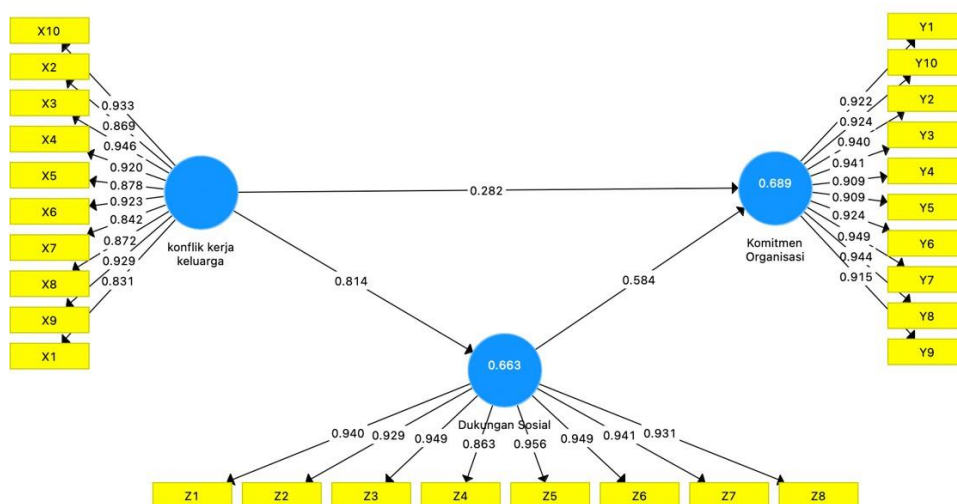 X10
X2
X3
X4
X5
X6
X7
X8
X9
X1
0.933
0.869
0.946
0.920
0.878
0.923
0.842
0.872
0.929
0.831
konflik kerja
keluarga
0.282
0.814
0.584
0.689
Komitmen
Organisasi
0.922
0.924
0.940
0.941
0.909
0.909
0.924
0.949
0.944
0.915
Y1
Y10
Y2
Y3
Y4
Y5
Y6
Y7
Y8
Y9
0.663
Dukungan Sosial
0.940
0.929
0.949
0.863
0.956
0.949
0.941
0.931
Z1
Z2
Z3
Z4
Z5
Z6
Z7
Z8